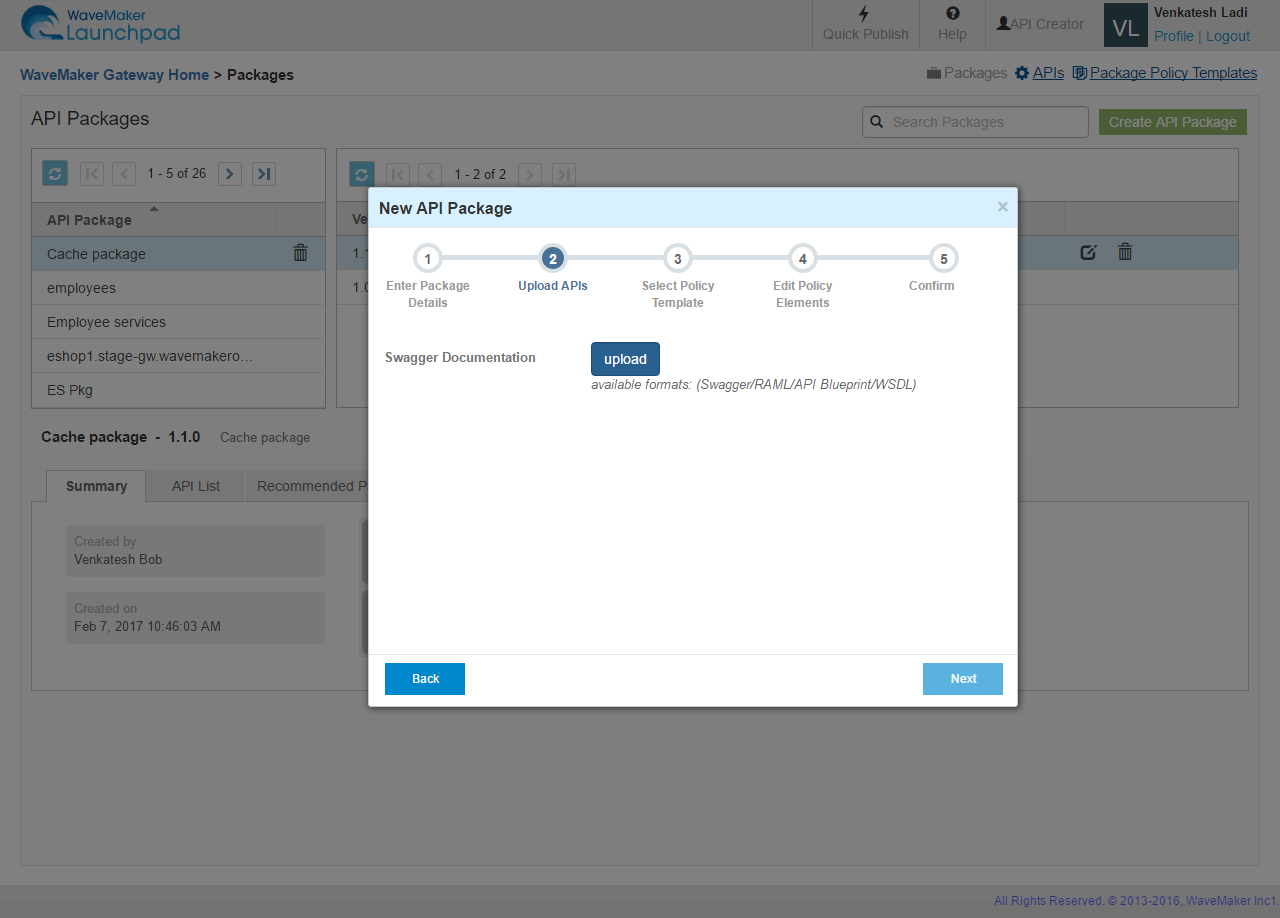 WaveMaker
Launchpad
Quick Publish
Help
API Creator
VL
Venkatesh Ladi
Profile | Logout
WaveMaker Gateway Home > Packages
Packages APIs Package Policy Templates
API Packages
Search Packages
Create API Package
1 - 5 of 26
1 - 2 of 2
API Package
Cache package
employees
Employee services
eshop1.stage-gw.wavemakero…
ES Pkg
Ve
1.
1.0
New API Package
×
1 2 3 4 5
Enter Package Details
Upload APIs
Select Policy Template
Edit Policy Elements
Confirm
Swagger Documentation
upload
available formats: (Swagger/RAML/API Blueprint/WSDL)
Back
Next
Cache package - 1.1.0 Cache package
Summary
API List
Recommended P
Created by
Venkatesh Bob
Created on
Feb 7, 2017 10:46:03 AM
All Rights Reserved. © 2013-2016, WaveMaker Inc1.